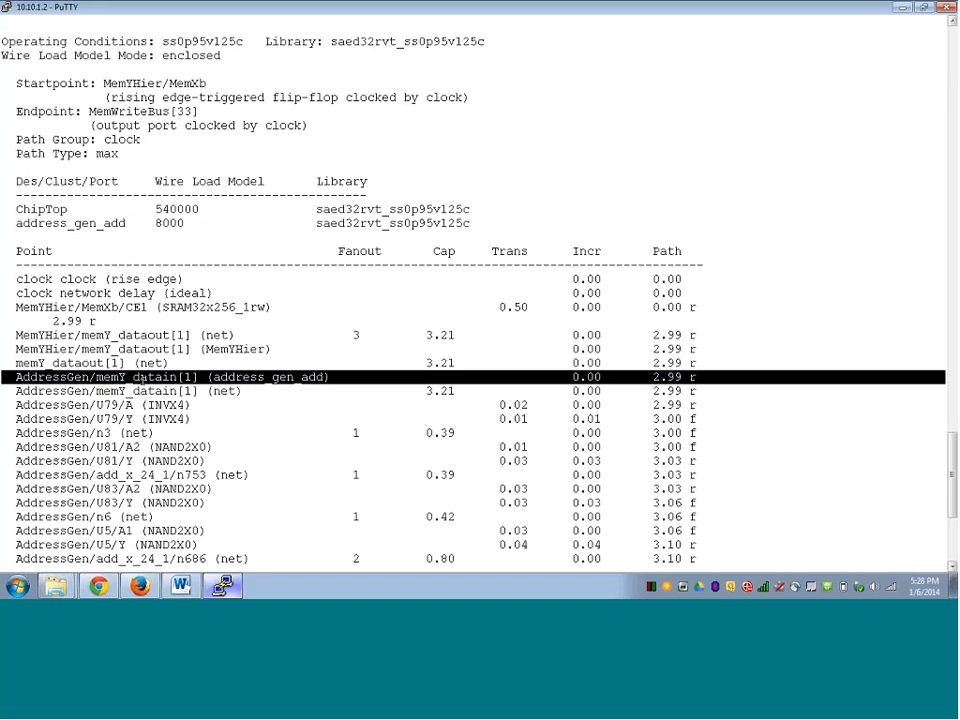 10.10.1.2 - PuTTY
Operating Conditions: ss0p95v125c   Library: saed32rvt_ss0p95v125c
Wire Load Model Mode: enclosed
Startpoint: MemYHier/MemXb
(rising edge-triggered flip-flop clocked by clock)
Endpoint: MemWriteBus[33]
(output port clocked by clock)
Path Group: clock
Path Type: max
Des/Clust/Port     Wire Load Model       Library
------------------------------------------------
ChipTop            540000                saed32rvt_ss0p95v125c
address_gen_add    8000                  saed32rvt_ss0p95v125c
Point                                       Fanout       Cap     Trans      Incr       Path
----------------------------------------------------------------------------------------------
clock clock (rise edge)                     0.00       0.00
clock network delay (ideal)                 0.00       0.00
MemYHier/MemXb/CE1 (SRAM32x256_1rw)         0.50      0.00       0.00 r
2.99 r
MemYHier/memY_dataout[1] (net)              3         3.21                 0.00       2.99 r
MemYHier/memY_dataout[1] (MemYHier)         0.00       2.99 r
memY_dataout[1] (net)                       3.21                 0.00       2.99 r
AddressGen/memY_datain[1] (address_gen_add) 0.00       2.99 r
AddressGen/memY_datain[1] (net)             3.21                 0.00       2.99 r
AddressGen/U79/A (INVX4)                    0.02      0.00       2.99 r
AddressGen/U79/Y (INVX4)                    0.01      0.01       3.00 f
AddressGen/n3 (net)                         1         0.39                 0.00       3.00 f
AddressGen/U81/A2 (NAND2X0)                 0.01      0.00       3.00 f
AddressGen/U81/Y (NAND2X0)                  0.03      0.03       3.03 r
AddressGen/add_x_24_1/n753 (net)            1         0.39                 0.00       3.03 r
AddressGen/U83/A2 (NAND2X0)                 0.03      0.00       3.03 r
AddressGen/U83/Y (NAND2X0)                  0.03      0.03       3.06 f
AddressGen/n6 (net)                         1         0.42                 0.00       3.06 f
AddressGen/U5/A1 (NAND2X0)                  0.03      0.00       3.06 f
AddressGen/U5/Y (NAND2X0)                   0.04      0.04       3.10 r
AddressGen/add_x_24_1/n686 (net)            2         0.80                 0.00       3.10 r
5:28 PM
1/6/2014